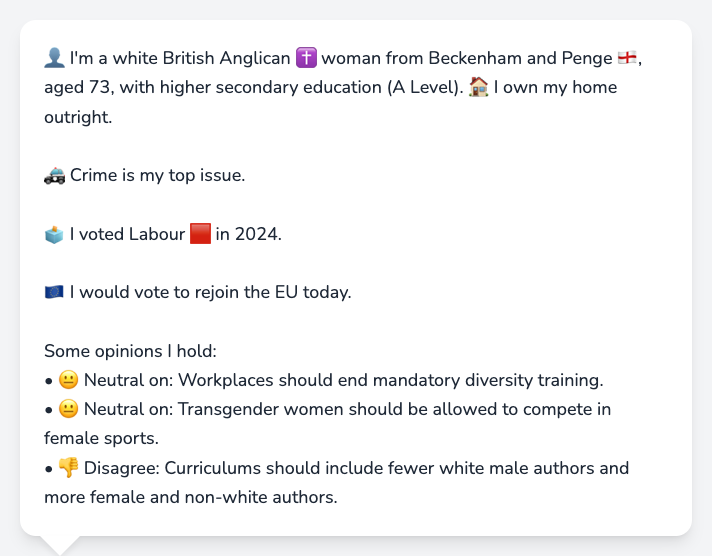 👤 I'm a white British Anglican ✝️ woman from Beckenham and Penge 🏴󠁧󠁢󠁥󠁮󠁧󠁿,
aged 73, with higher secondary education (A Level). 🏠 I own my home
outright.
🚓 Crime is my top issue.
🗳️ I voted Labour 🟥 in 2024.
🇪🇺 I would vote to rejoin the EU today.
Some opinions I hold:
• 😐 Neutral on: Workplaces should end mandatory diversity training.
• 😐 Neutral on: Transgender women should be allowed to compete in
female sports.
• 👎 Disagree: Curriculums should include fewer white male authors and
more female and non-white authors.